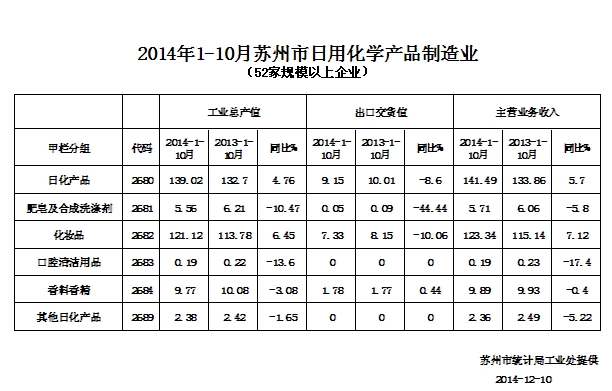 2014年1-10月苏州市日用化学产品制造业
（52家规模以上企业）
工业总产值 出口交货值 主营业务收入
甲栏分组 代码 2014-1-10月 2013-1-10月 同比% 2014-1-10月 2013-1-10月 同比% 2014-1-10月 2013-1-10月 同比%
日化产品 2680 139.02 132.7 4.76 9.15 10.01 -8.6 141.49 133.86 5.7
肥皂及合成洗涤剂 2681 5.56 6.21 -10.47 0.05 0.09 -44.44 5.71 6.06 -5.8
化妆品 2682 121.12 113.78 6.45 7.33 8.15 -10.06 123.34 115.14 7.12
口腔清洁用品 2683 0.19 0.22 -13.6 0 0 0 0.19 0.23 -17.4
香料香精 2684 9.77 10.08 -3.08 1.78 1.77 0.44 9.89 9.93 -0.4
其他日化产品 2689 2.38 2.42 -1.65 0 0 0 2.36 2.49 -5.22
苏州市统计局工业处提供
2014-12-10